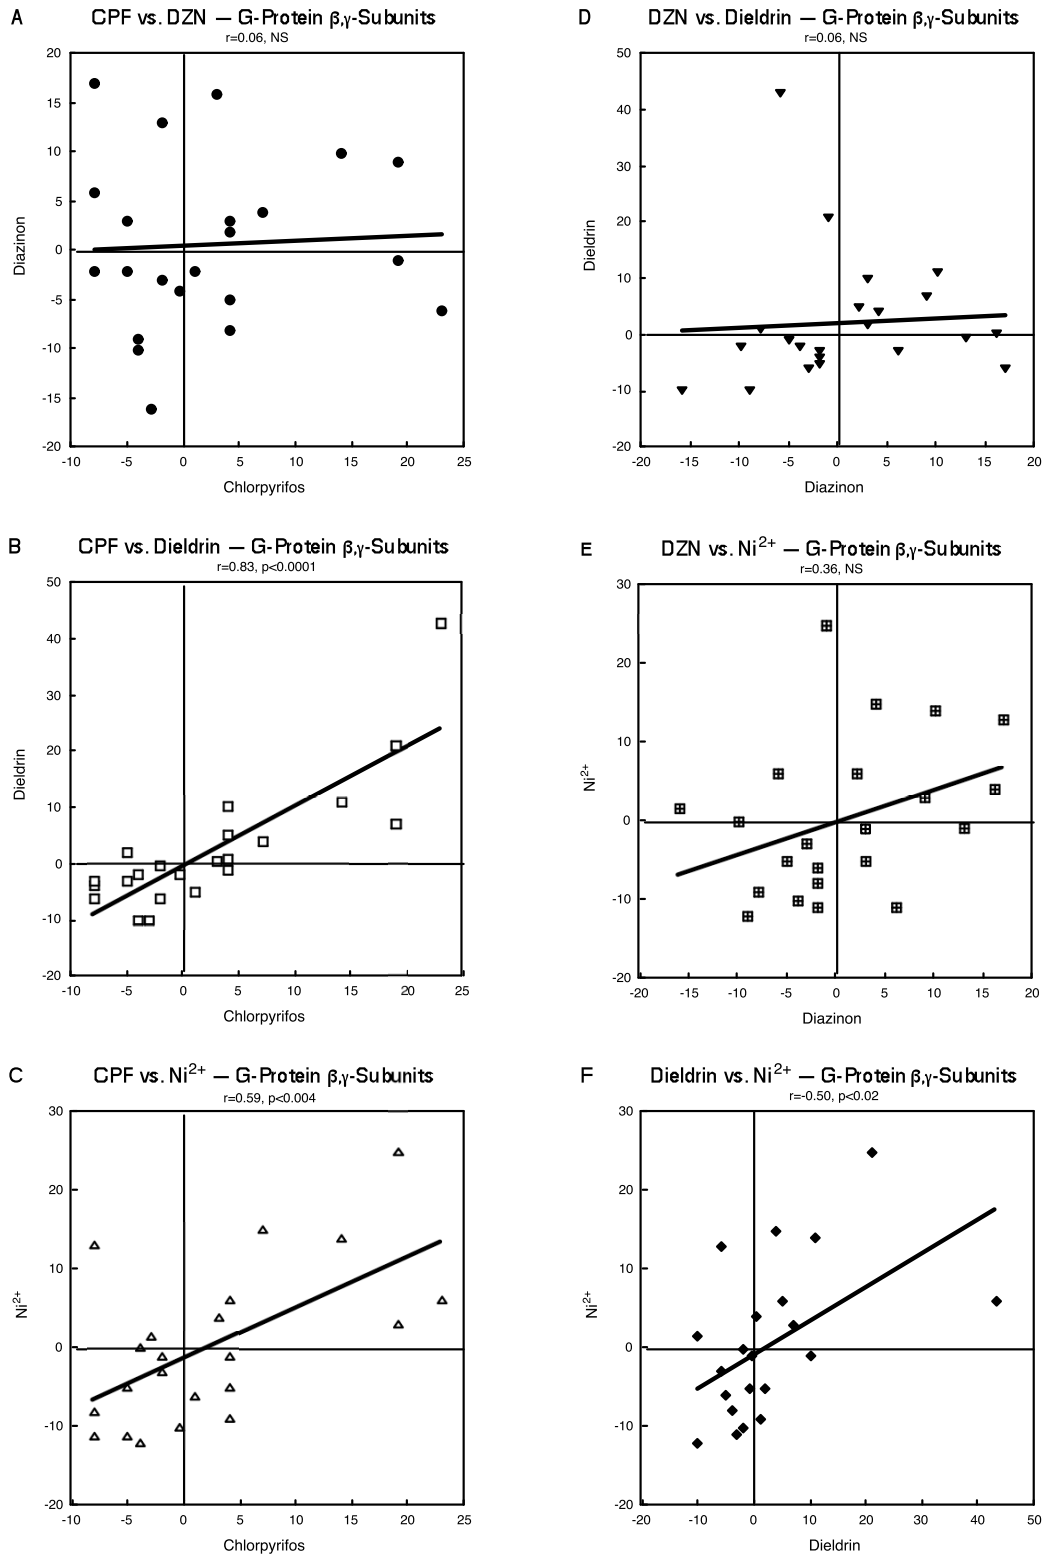 A
CPF vs. DZN — G-Protein β,γ-Subunits
r=0.06, NS
20
15
10
5
0
-5
-10
-15
-20
Diazinon
-10 -5 0 5 10 15 20 25
Chlorpyrifos
D
DZN vs. Dieldrin — G-Protein β,γ-Subunits
r=0.06, NS
50
40
30
20
10
0
-10
-20
Dieldrin
-20 -15 -10 -5 0 5 10 15 20
Diazinon
B
CPF vs. Dieldrin — G-Protein β,γ-Subunits
r=0.83, p<0.0001
50
40
30
20
10
0
-10
-20
Dieldrin
-10 -5 0 5 10 15 20 25
Chlorpyrifos
E
DZN vs. Ni²⁺ — G-Protein β,γ-Subunits
r=0.36, NS
30
20
10
0
-10
-20
Ni²⁺
-20 -15 -10 -5 0 5 10 15 20
Diazinon
C
CPF vs. Ni²⁺ — G-Protein β,γ-Subunits
r=0.59, p<0.004
30
20
10
0
-10
-20
Ni²⁺
-10 -5 0 5 10 15 20 25
Chlorpyrifos
F
Dieldrin vs. Ni²⁺ — G-Protein β,γ-Subunits
r=-0.50, p<0.02
30
20
10
0
-10
-20
Ni²⁺
-20 -10 0 10 20 30 40 50
Dieldrin